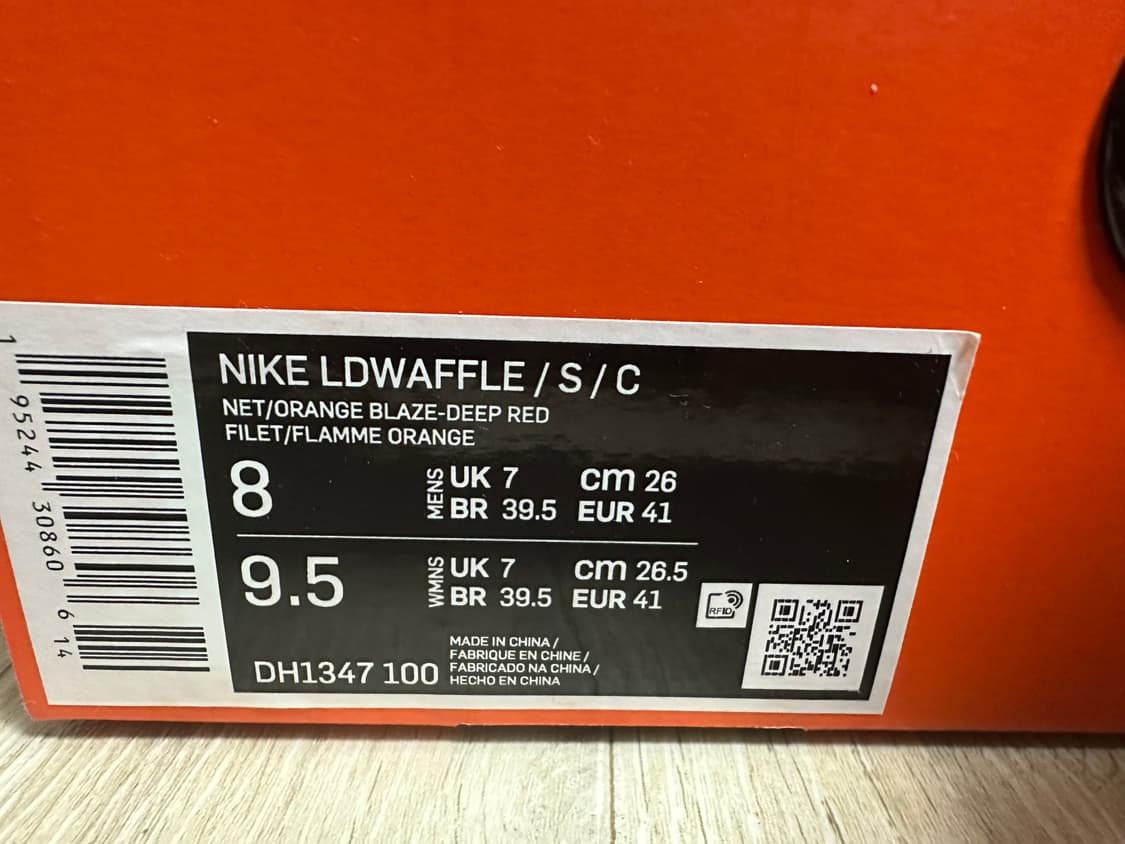 NIKE LDWAFFLE / S / C
NET/ORANGE BLAZE-DEEP RED
FILET/FLAMME ORANGE
8 MENS UK 7 cm 26
BR 39.5 EUR 41
9.5 WMNS UK 7 cm 26.5
BR 39.5 EUR 41
RFID
MADE IN CHINA /
FABRIQUE EN CHINE /
FABRICADO NA CHINA /
HECHO EN CHINA
DH1347 100
1 95244 30860 6 14